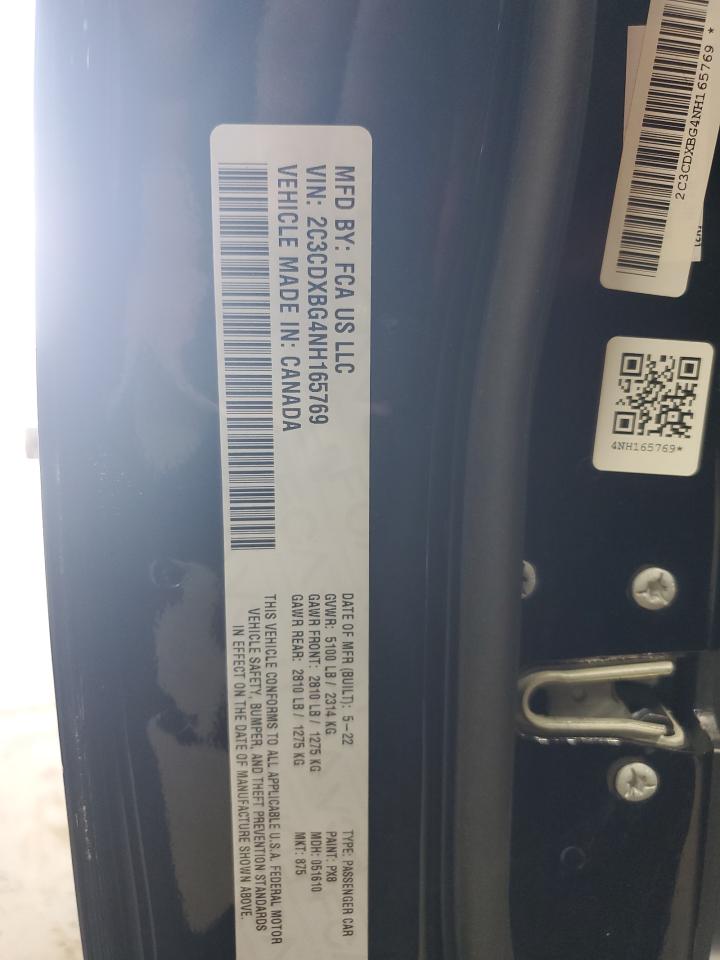 MFD BY: FCA US LLC
VIN: 2C3CDXBG4NH165769
VEHICLE MADE IN: CANADA
DATE OF MFR (BUILT): 5-22
GVWR: 5100 LB / 2314 KG
GAWR FRONT: 2810 LB / 1275 KG
GAWR REAR: 2810 LB / 1275 KG
TYPE: PASSENGER CAR
PAINT: PX8
MDH: 051610
MKT: 875
THIS VEHICLE CONFORMS TO ALL APPLICABLE U.S.A. FEDERAL MOTOR
VEHICLE SAFETY, BUMPER, AND THEFT PREVENTION STANDARDS
IN EFFECT ON THE DATE OF MANUFACTURE SHOWN ABOVE.
2C3CDXBG4NH165769 *
4NH165769*